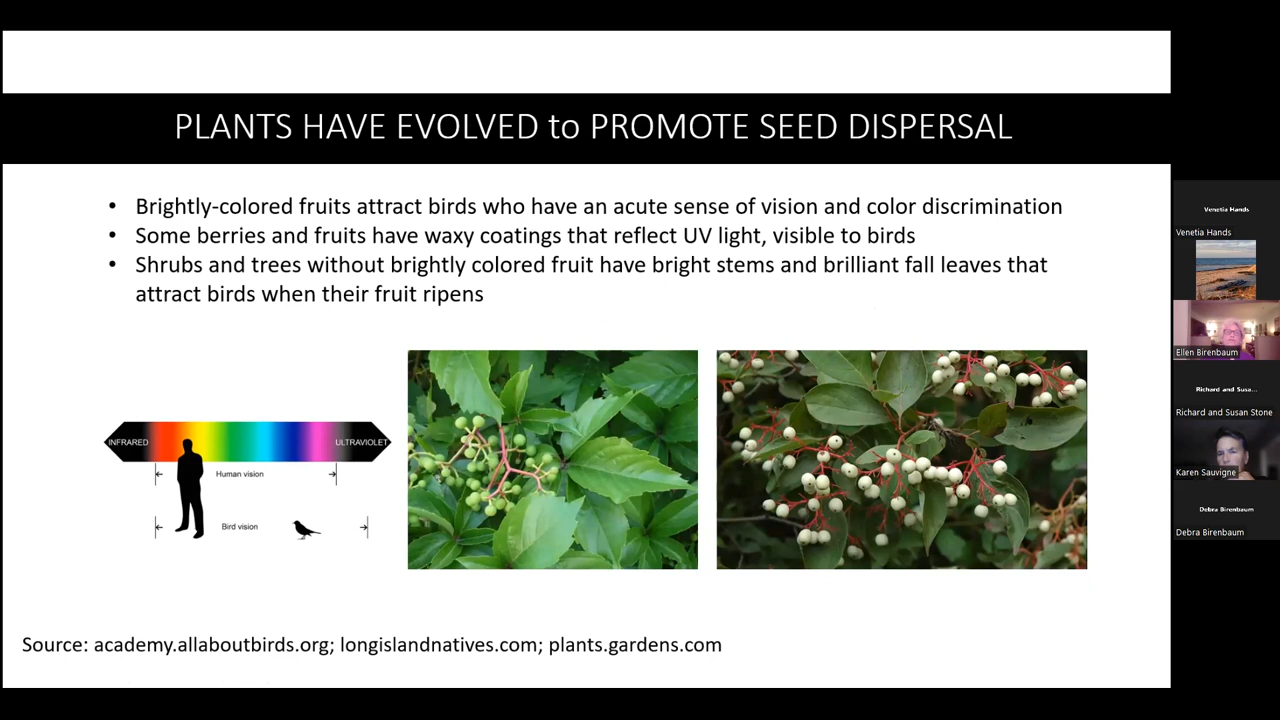 PLANTS HAVE EVOLVED to PROMOTE SEED DISPERSAL
• Brightly-colored fruits attract birds who have an acute sense of vision and color discrimination
• Some berries and fruits have waxy coatings that reflect UV light, visible to birds
• Shrubs and trees without brightly colored fruit have bright stems and brilliant fall leaves that
attract birds when their fruit ripens
INFRARED
ULTRAVIOLET
Human vision
Bird vision
Source: academy.allaboutbirds.org; longislandnatives.com; plants.gardens.com
Venetia Hands
Venetia Hands
Ellen Birenbaum
Richard and Susa...
Richard and Susan Stone
Karen Sauvigne
Debra Birenbaum
Debra Birenbaum